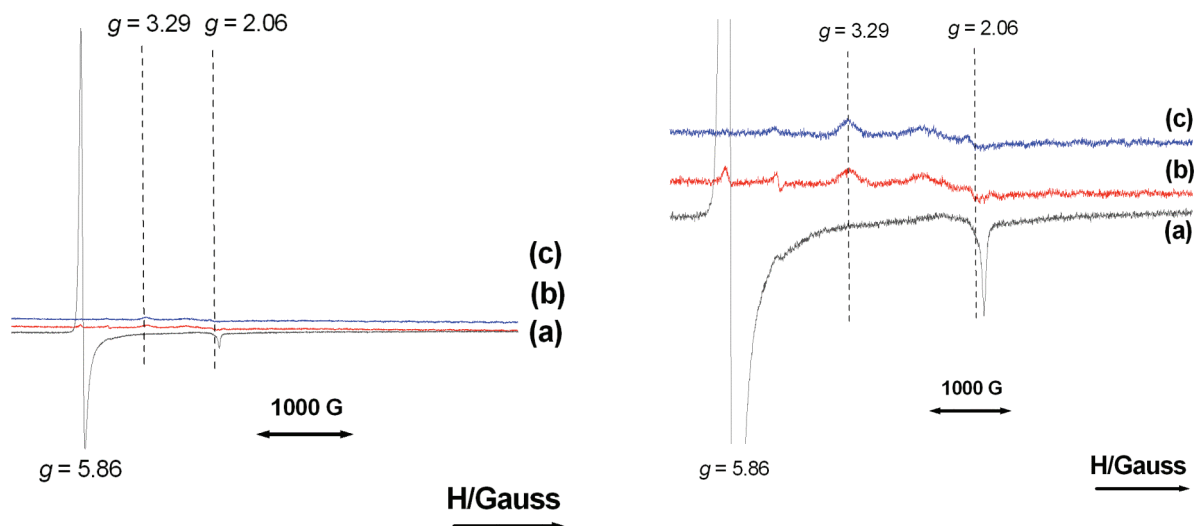 g = 3.29
g = 2.06
(c)
(b)
(a)
1000 G
g = 5.86
H/Gauss
g = 3.29
g = 2.06
(c)
(b)
(a)
1000 G
g = 5.86
H/Gauss